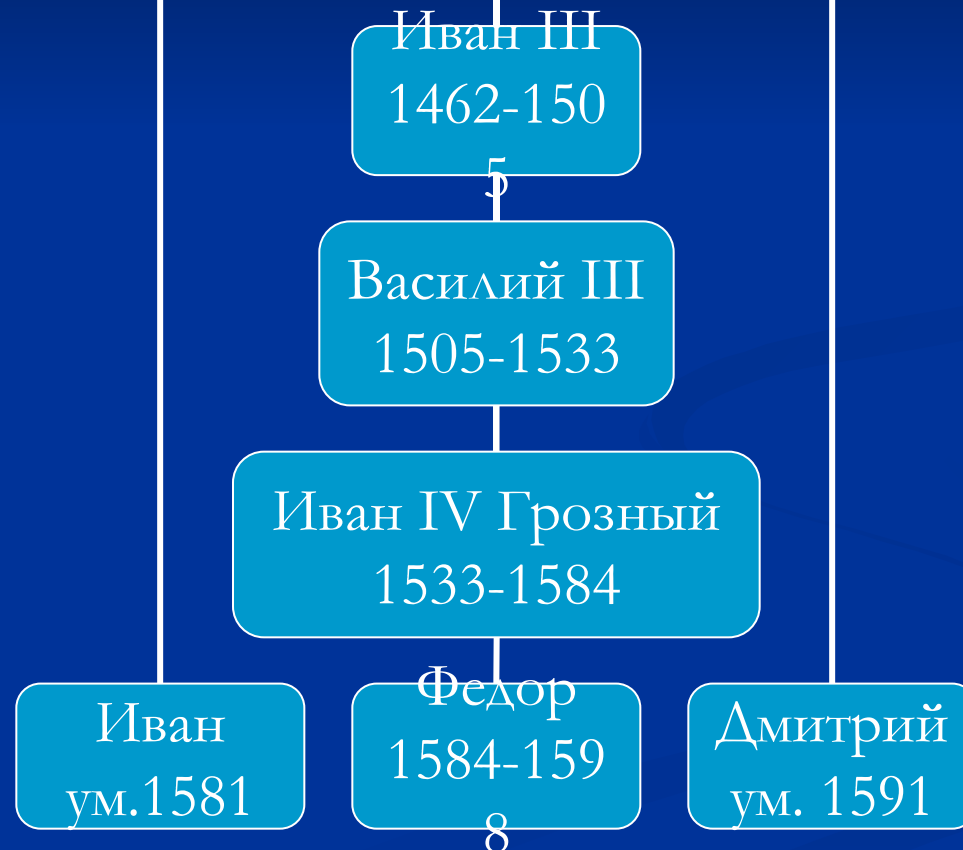 Иван III
1462-150
5
Василий III
1505-1533
Иван IV Грозный
1533-1584
Иван
ум.1581
Федор
1584-159
8
Дмитрий
ум. 1591